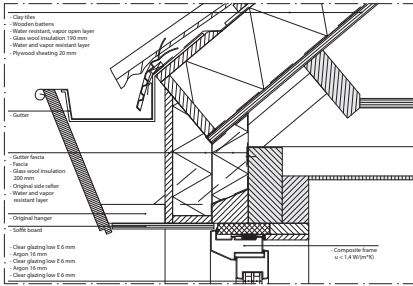 - Clay tiles
- Wooden battens
- Water resistant, vapor open layer
- Glass wool insulation 190 mm
- Water and vapor resistant layer
- Plywood sheating 20 mm
- Gutter
- Gutter fascia
- Fascia
- Glass wool insulation
200 mm
- Original side rafter
- Water and vapor
resistant layer
- Original hanger
- Soffit board
- Clear glazing low E 6 mm
- Argon 16 mm
- Clear glazing low E 6 mm
- Argon 16 mm
- Clear glazing low E 6 mm
- Composite frame
u < 1,4 W/(m²K)